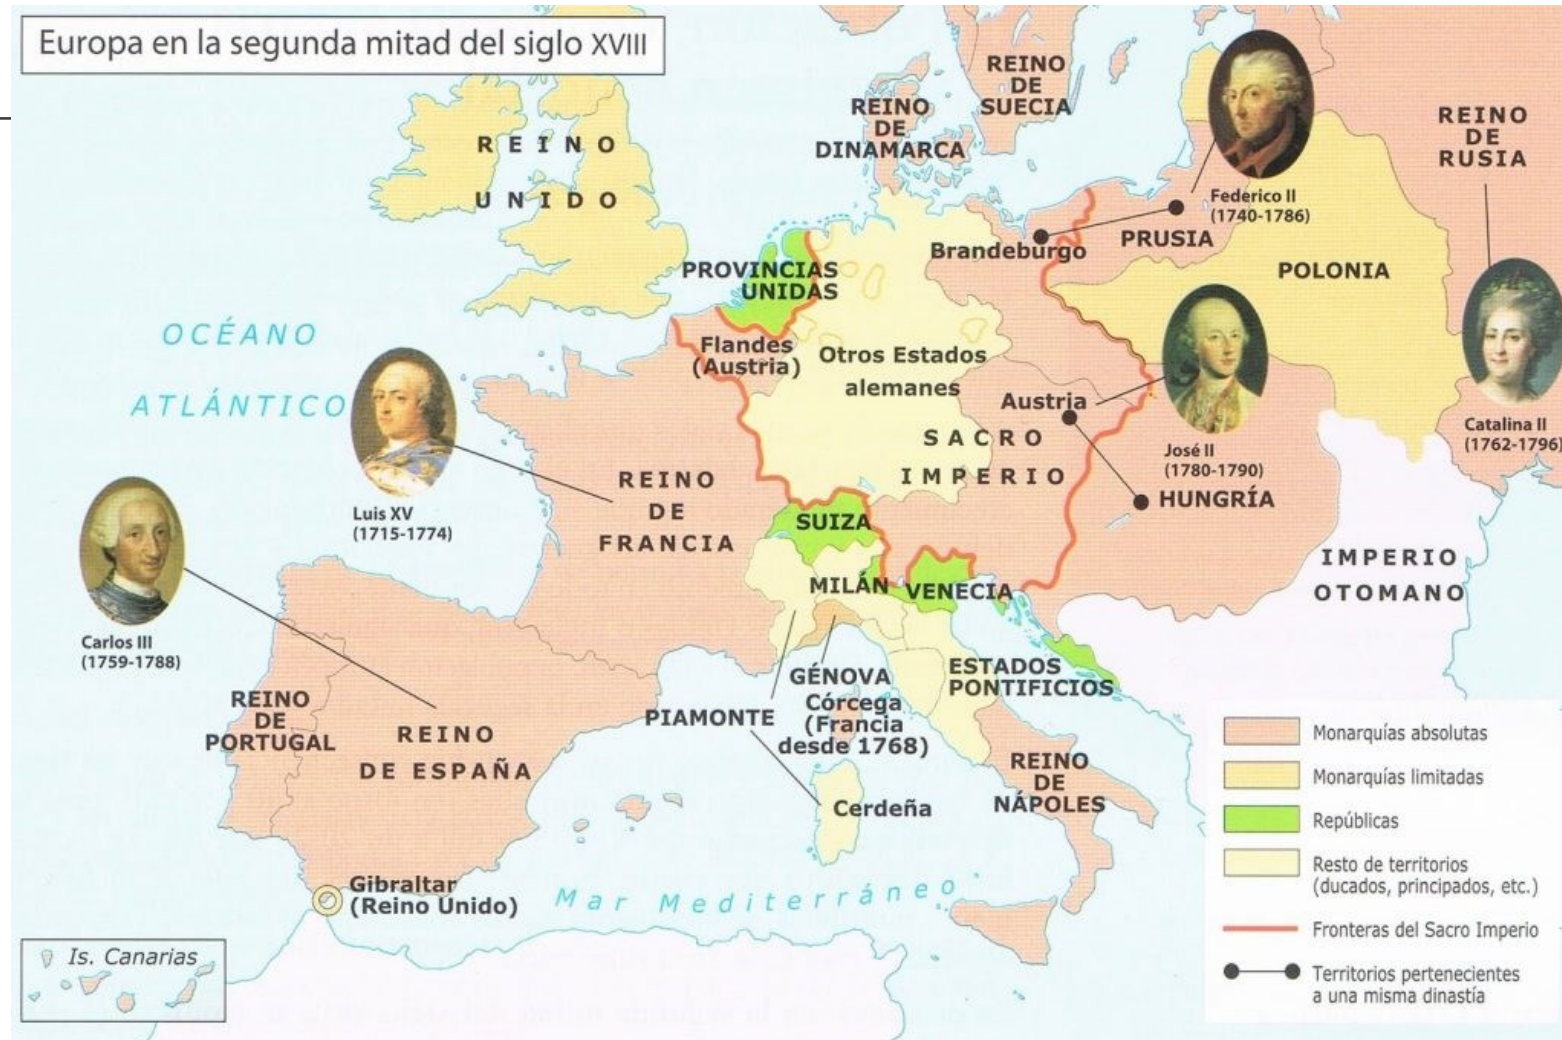 Europa en la segunda mitad del siglo XVIII
REINO
UNIDO
REINO
DE
DINAMARCA
REINO
DE
SUECIA
REINO
DE
RUSIA
Federico II
(1740-1786)
PRUSIA
Brandeburgo
POLONIA
PROVINCIAS
UNIDAS
OCÉANO
ATLÁNTICO
Flandes
(Austria)
Otros Estados
alemanes
Austria
SACRO
IMPERIO
José II
(1780-1790)
HUNGRÍA
Catalina II
(1762-1796)
Luis XV
(1715-1774)
REINO
DE
FRANCIA
SUIZA
MILÁN
VENECIA
IMPERIO
OTOMANO
Carlos III
(1759-1788)
REINO
DE
PORTUGAL
REINO
DE ESPAÑA
PIAMONTE
GÉNOVA
Córcega
(Francia
desde 1768)
ESTADOS
PONTIFICIOS
REINO
DE
NÁPOLES
Cerdeña
Gibraltar
(Reino Unido)
Mar Mediterráneo
Is. Canarias
Monarquías absolutas
Monarquías limitadas
Repúblicas
Resto de territorios
(ducados, principados, etc.)
Fronteras del Sacro Imperio
Territorios pertenecientes
a una misma dinastía